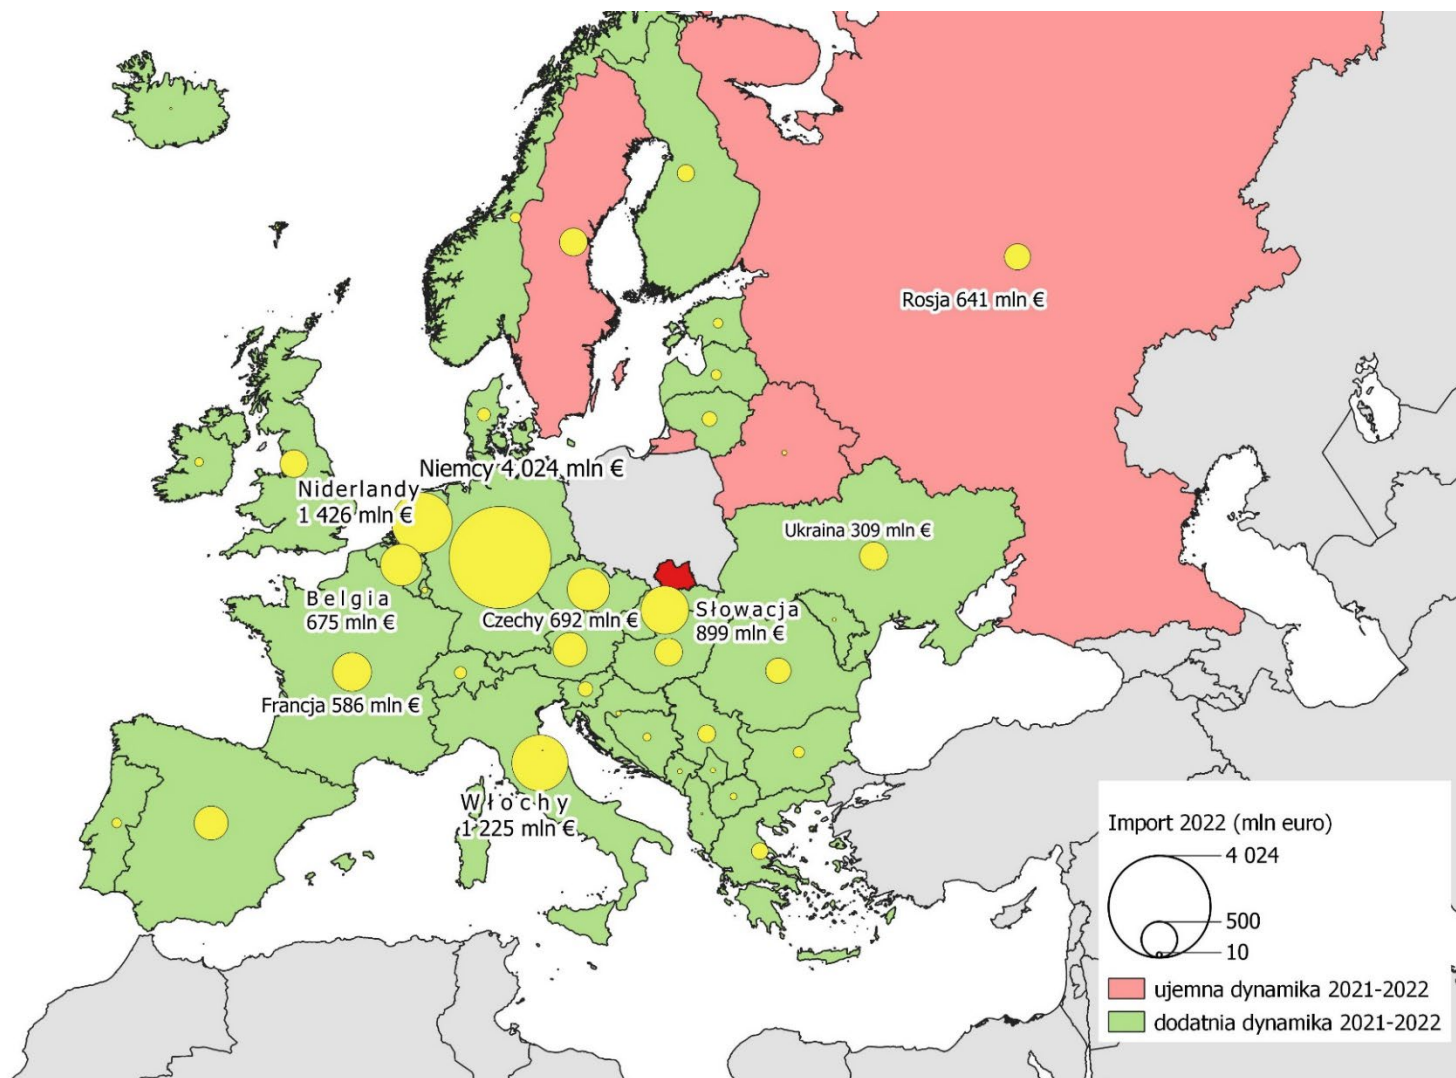 Rosja 641 mln €
Niemcy 4 024 mln €
Niderlandy
1 426 mln €
Ukraina 309 mln €
Belgia
675 mln €
Czechy 692 mln €
Słowacja
899 mln €
Francja 586 mln €
Włochy
1 225 mln €
Import 2022 (mln euro)
4 024
500
10
ujemna dynamika 2021-2022
dodatnia dynamika 2021-2022